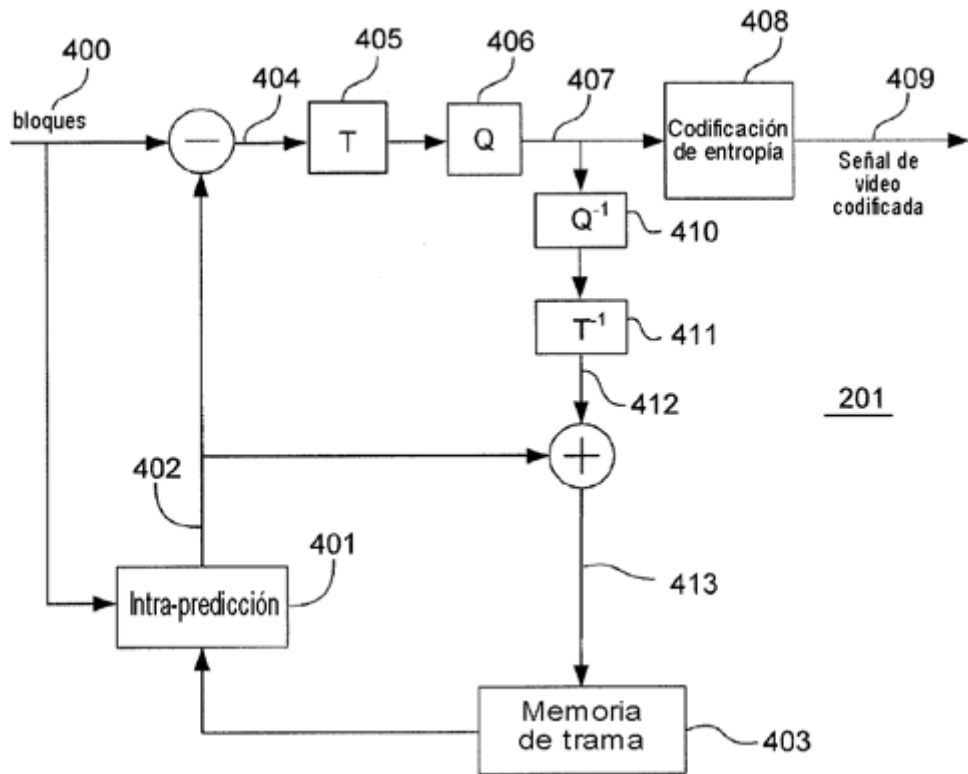 400
bloques
404
405
T
406
Q
407
408
Codificación
de entropía
409
Señal de
vídeo
codificada
Q-1
410
T-1
411
412
201
402
401
Intra-predicción
413
Memoria
de trama
403